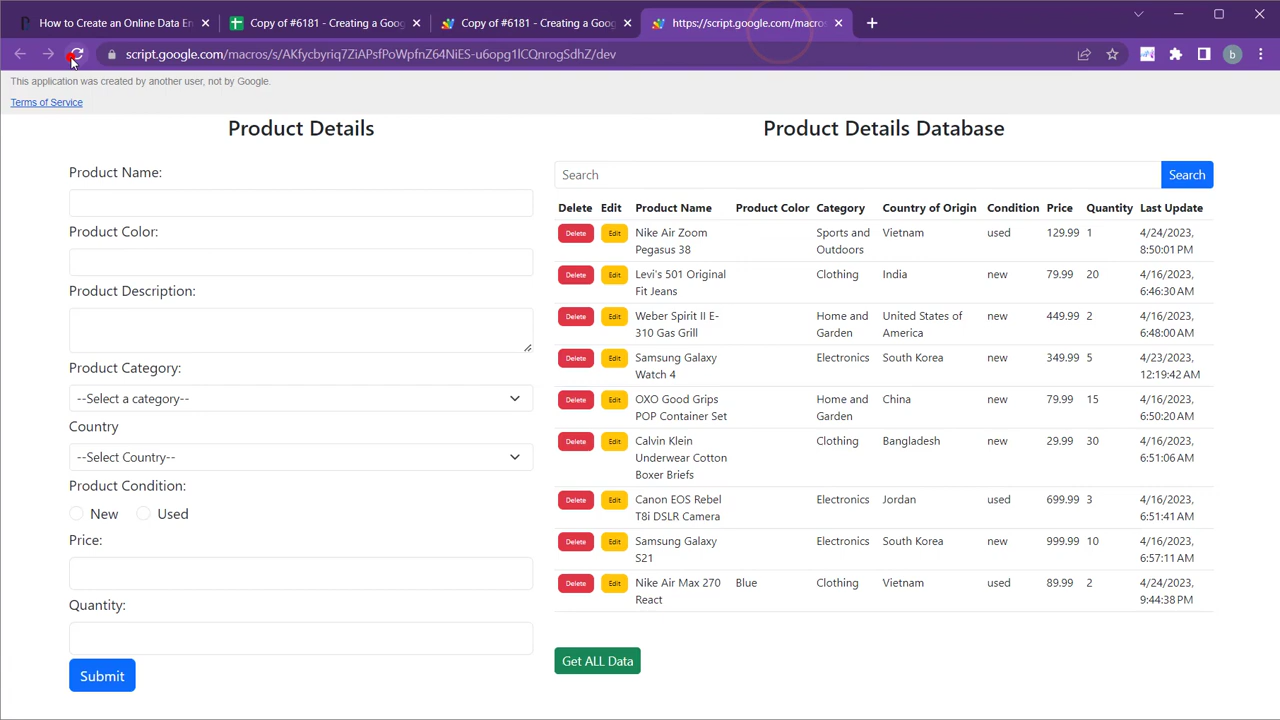 How to Create an Online Data En
Copy of #6181 - Creating a Goog
Copy of #6181 - Creating a Goog
https://script.google.com/macros
script.google.com/macros/s/AKfycbyriq7ZiAPsfPoWpfnZ64NiES-u6opg1lCQnrogSdhZ/dev
b
This application was created by another user, not by Google.
Terms of Service
Product Details
Product Name:
Product Color:
Product Description:
Product Category:
--Select a category--
Country
--Select Country--
Product Condition:
New Used
Price:
Quantity:
Submit
Product Details Database
Search Search
Delete Edit Product Name Product Color Category Country of Origin Condition Price Quantity Last Update
Delete Edit Nike Air Zoom Sports and Vietnam used 129.99 1 4/24/2023,
Pegasus 38 Outdoors 8:50:01 PM
Delete Edit Levi's 501 Original Clothing India new 79.99 20 4/16/2023,
Fit Jeans 6:46:30 AM
Delete Edit Weber Spirit II E- Home and United States of new 449.99 2 4/16/2023,
310 Gas Grill Garden America 6:48:00 AM
Delete Edit Samsung Galaxy Electronics South Korea new 349.99 5 4/23/2023,
Watch 4 12:19:42 AM
Delete Edit OXO Good Grips Home and China new 79.99 15 4/16/2023,
POP Container Set Garden 6:50:20 AM
Delete Edit Calvin Klein Clothing Bangladesh new 29.99 30 4/16/2023,
Underwear Cotton 6:51:06 AM
Boxer Briefs
Delete Edit Canon EOS Rebel Electronics Jordan used 699.99 3 4/16/2023,
T8i DSLR Camera 6:51:41 AM
Delete Edit Samsung Galaxy Electronics South Korea new 999.99 10 4/16/2023,
S21 6:57:11 AM
Delete Edit Nike Air Max 270 Blue Clothing Vietnam used 89.99 2 4/24/2023,
React 9:44:38 PM
Get ALL Data